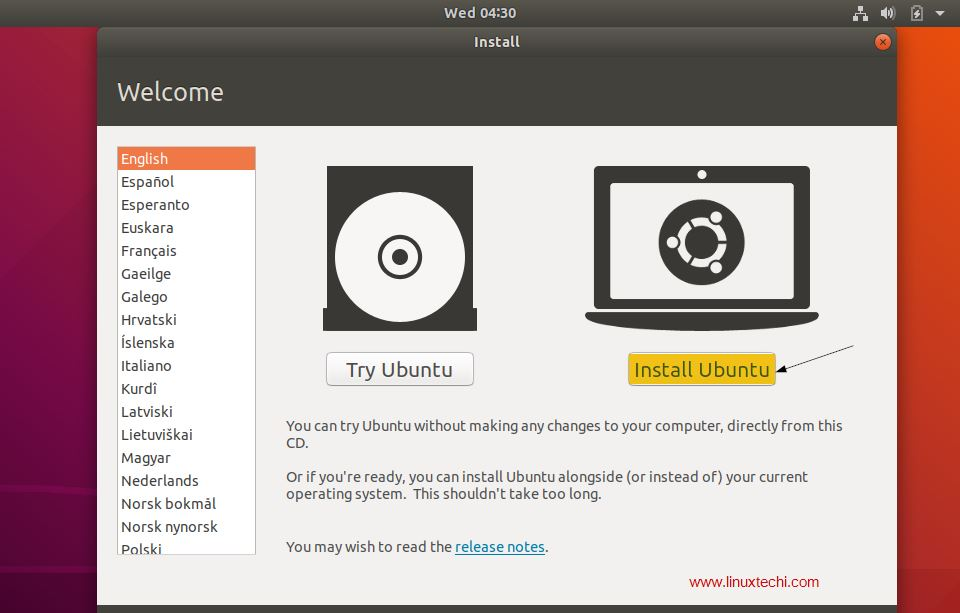 Wed 04:30
Install
Welcome
English
Español
Esperanto
Euskara
Français
Gaeilge
Galego
Hrvatski
Íslenska
Italiano
Kurdî
Latviski
Lietuviškai
Magyar
Nederlands
Norsk bokmål
Norsk nynorsk
Polski
Try Ubuntu
Install Ubuntu
You can try Ubuntu without making any changes to your computer, directly from this
CD.
Or if you're ready, you can install Ubuntu alongside (or instead of) your current
operating system.  This shouldn't take too long.
You may wish to read the release notes.
www.linuxtechi.com